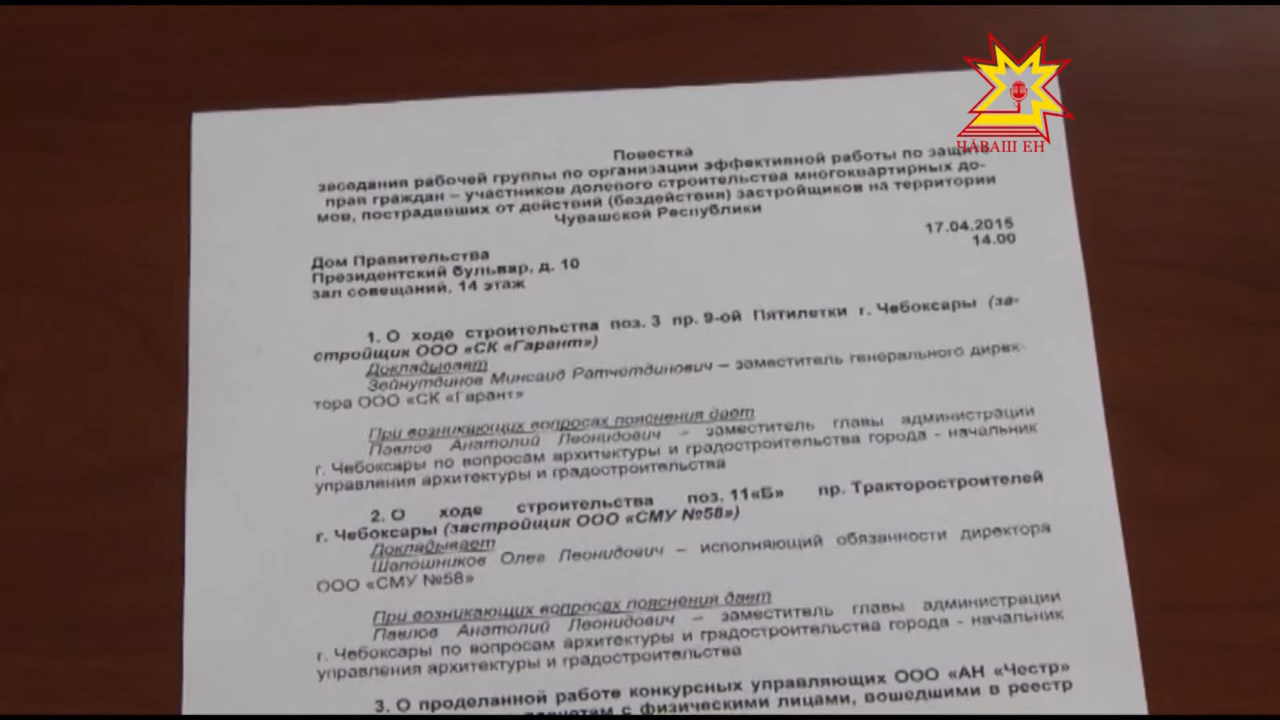 ЧӐВАШ ЕН
Повестка
заседания рабочей группы по организации эффективной работы по защите
прав граждан – участников долевого строительства многоквартирных до-
мов, пострадавших от действий (бездействия) застройщиков на территории
Чувашской Республики
17.04.2015
14.00
Дом Правительства
Президентский бульвар, д. 10
зал совещаний, 14 этаж
1. О ходе строительства поз. 3 пр. 9-ой Пятилетки г. Чебоксары (за-
стройщик ООО «СК «Гарант»)
Докладывает
Зейнутдинов Минсаид Ратчетдинович – заместитель генерального дирек-
тора ООО «СК «Гарант»
При возникающих вопросах пояснения дает
Павлов Анатолий Леонидович – заместитель главы администрации
г. Чебоксары по вопросам архитектуры и градостроительства города - начальник
управления архитектуры и градостроительства
2. О ходе строительства поз. 11«Б» пр. Тракторостроителей
г. Чебоксары (застройщик ООО «СМУ №58»)
Докладывает
Шапошников Олег Леонидович – исполняющий обязанности директора
ООО «СМУ №58»
При возникающих вопросах пояснения дает
Павлов Анатолий Леонидович – заместитель главы администрации
г. Чебоксары по вопросам архитектуры и градостроительства города - начальник
управления архитектуры и градостроительства
3. О проделанной работе конкурсных управляющих ООО «АН «Честр»
расчетам с физическими лицами, вошедшими в реестр